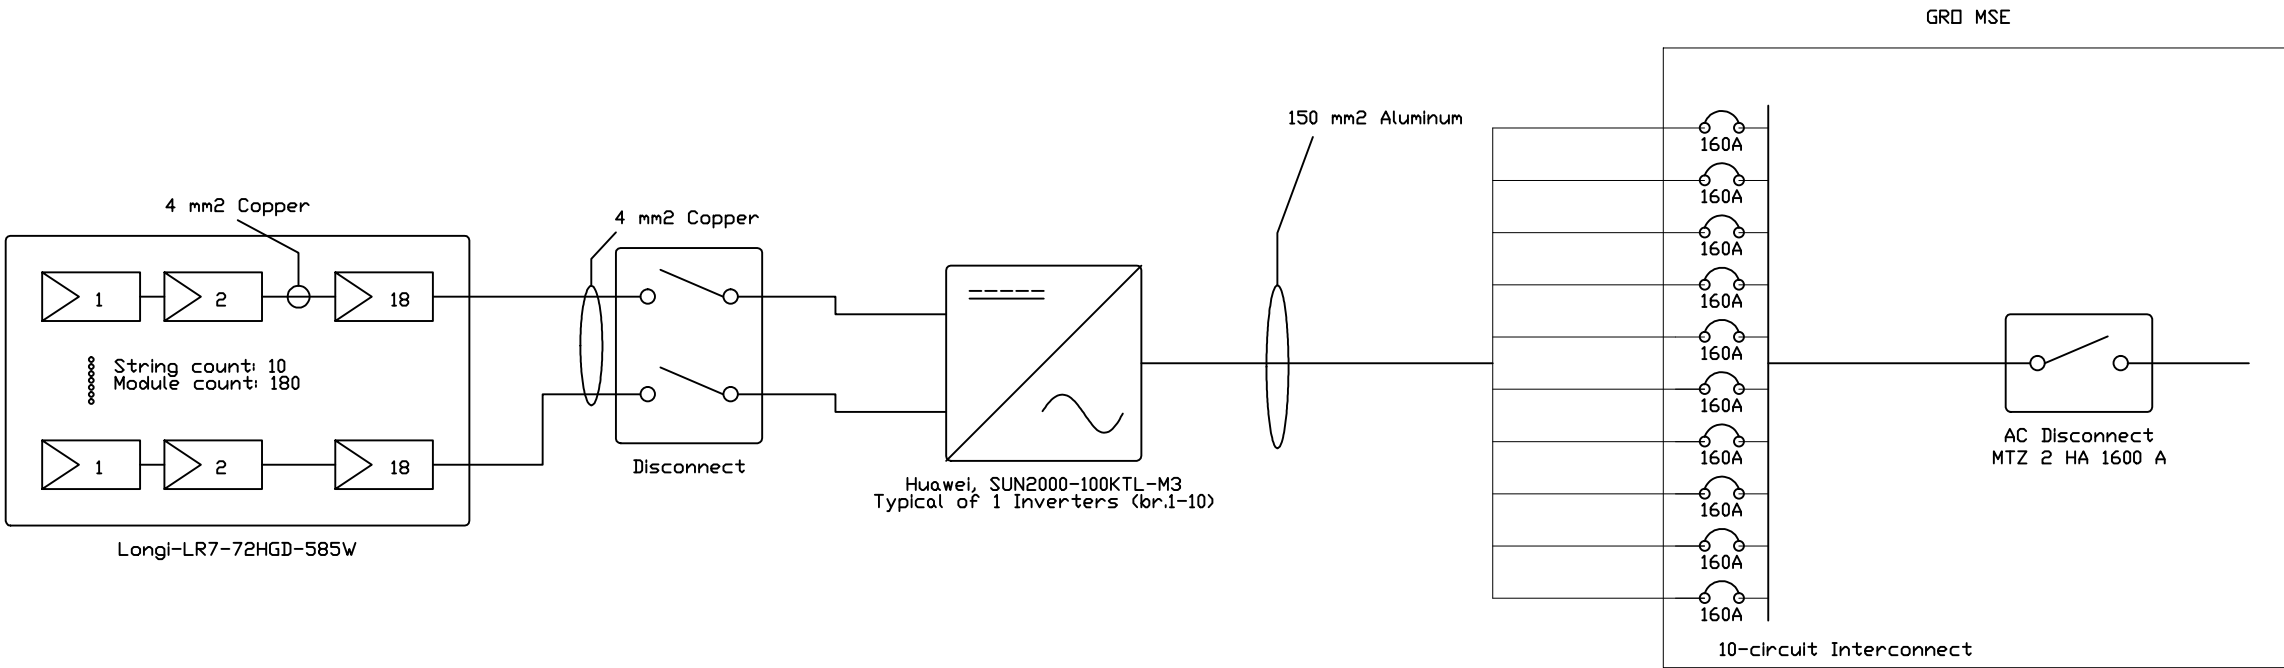 GRO MSE
150 mm2 Aluminum
160A
160A
160A
160A
160A
160A
160A
160A
160A
160A
4 mm2 Copper
4 mm2 Copper
1
2
18
String count: 10
Module count: 180
1
2
18
Disconnect
Huawei, SUN2000-100KTL-M3
Typical of 1 Inverters (br.1-10)
Longi-LR7-72HGD-585W
AC Disconnect
MTZ 2 HA 1600 A
10-circuit Interconnect